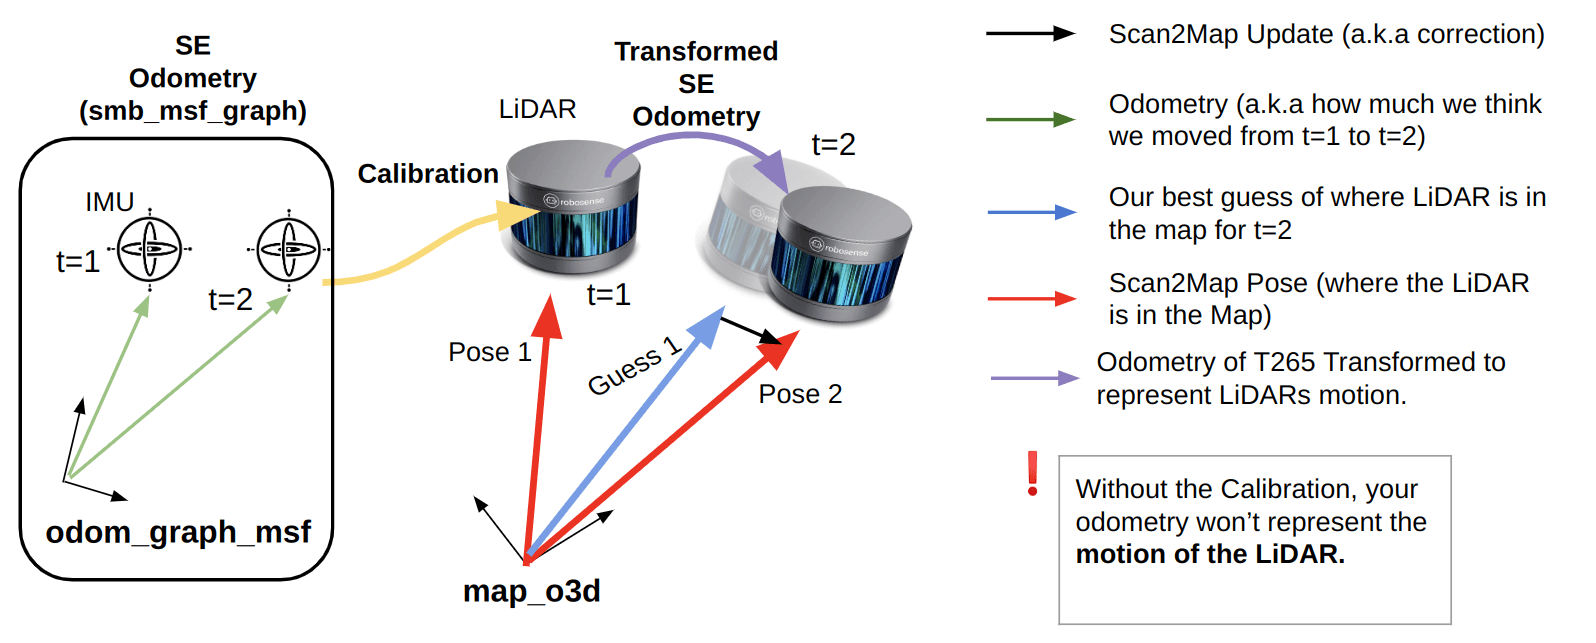 SE
Odometry
(smb_msf_graph)
IMU
t=1
t=2
odom_graph_msf
Calibration
LiDAR
robosense
t=1
Transformed
SE
Odometry
t=2
robosense
Pose 1
Guess 1
Pose 2
map_o3d
Scan2Map Update (a.k.a correction)
Odometry (a.k.a how much we think
we moved from t=1 to t=2)
Our best guess of where LiDAR is in
the map for t=2
Scan2Map Pose (where the LiDAR
is in the Map)
Odometry of T265 Transformed to
represent LiDARs motion.
Without the Calibration, your
odometry won’t represent the
motion of the LiDAR.